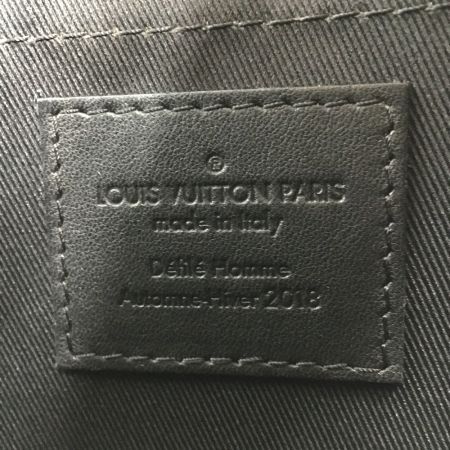 ®
LOUIS VUITTON PARIS
made in Italy
Défilé Homme
Automne-Hiver 2018